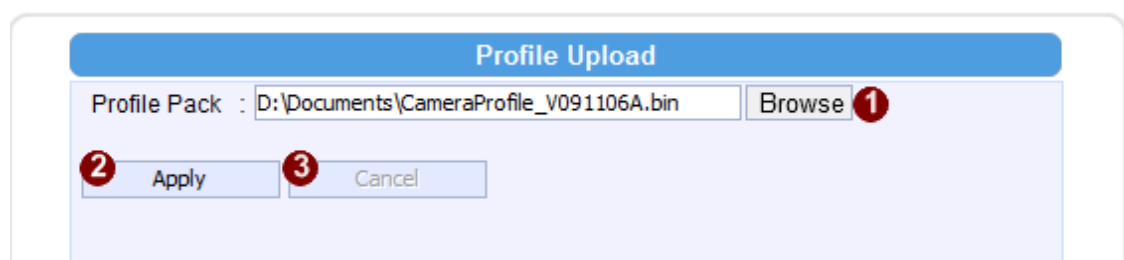 Profile Upload
Profile Pack : D:\Documents\CameraProfile_V091106A.bin Browse 1
2 Apply 3 Cancel